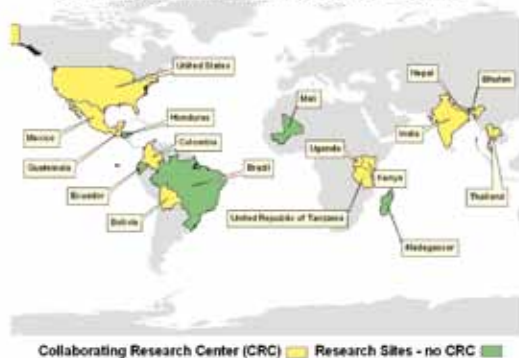 United States
Nepal
Bhutan
Mali
Honduras
Mexico
India
Colombia
Guatemala
Uganda
Brazil
Kenya
Ecuador
Thailand
United Republic of Tanzania
Bolivia
Madagascar
Collaborating Research Center (CRC)
Research Sites - no CRC